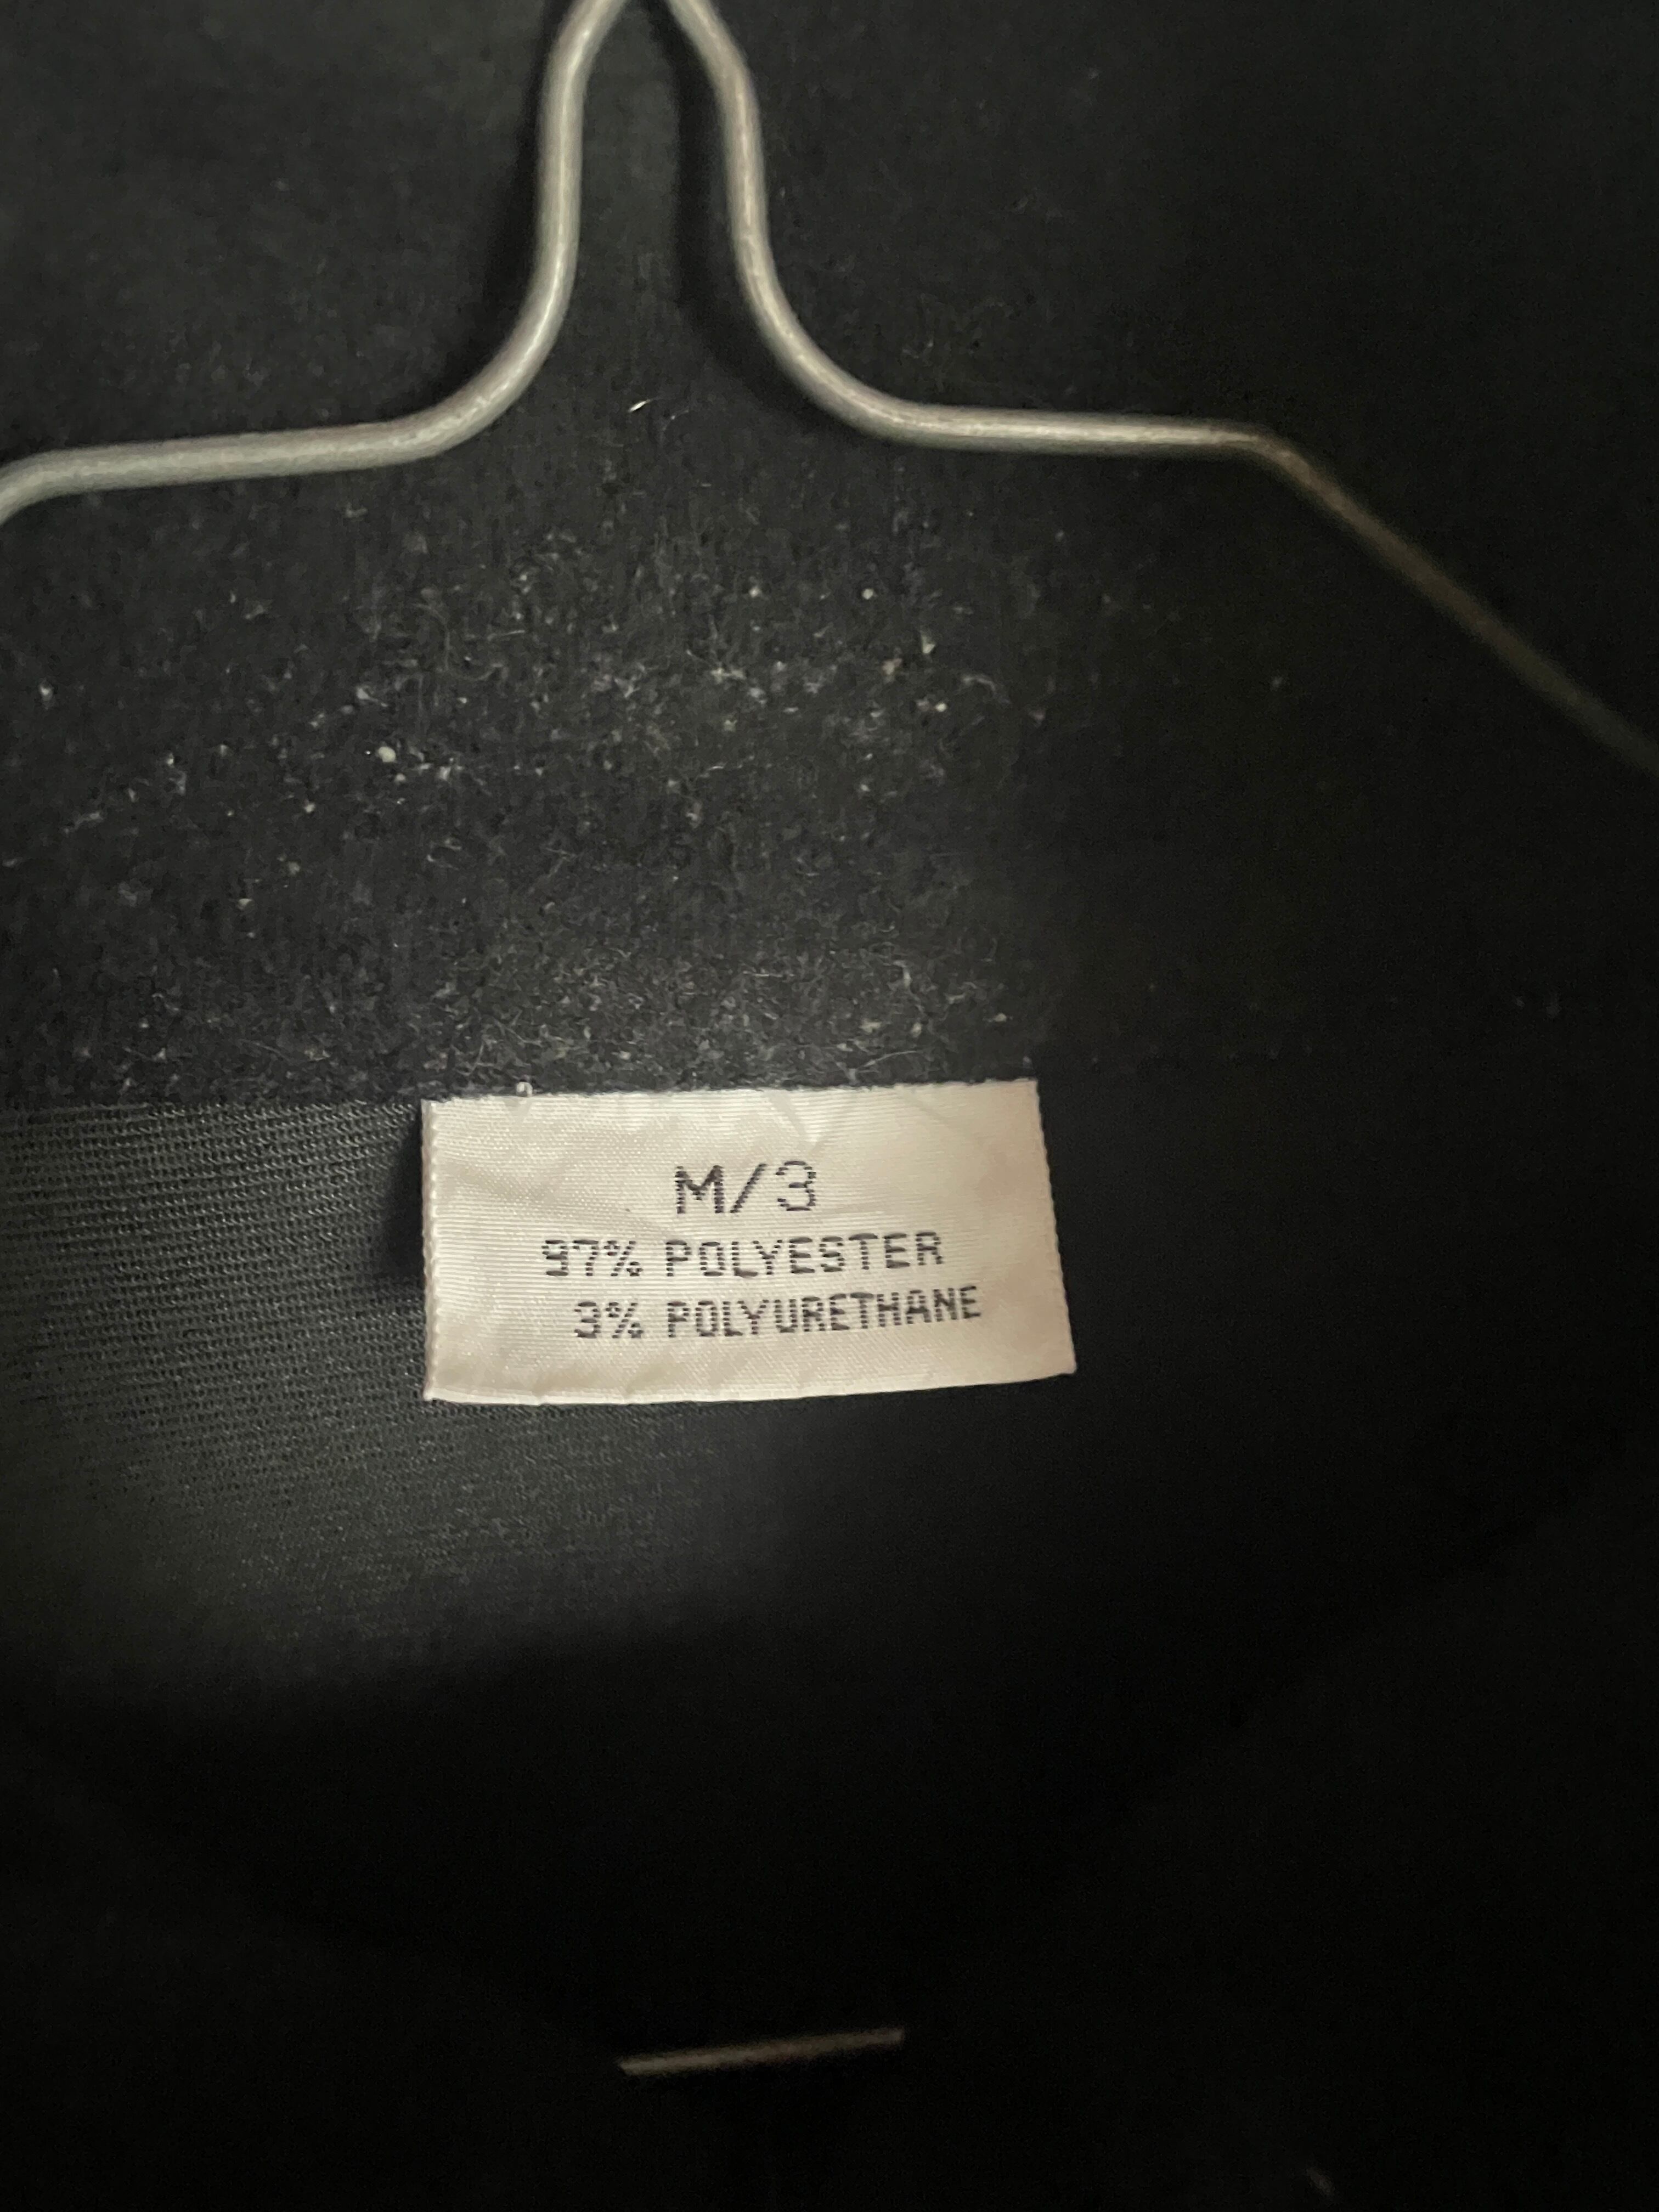 M/3
97% POLYESTER
3% POLYURETHANE